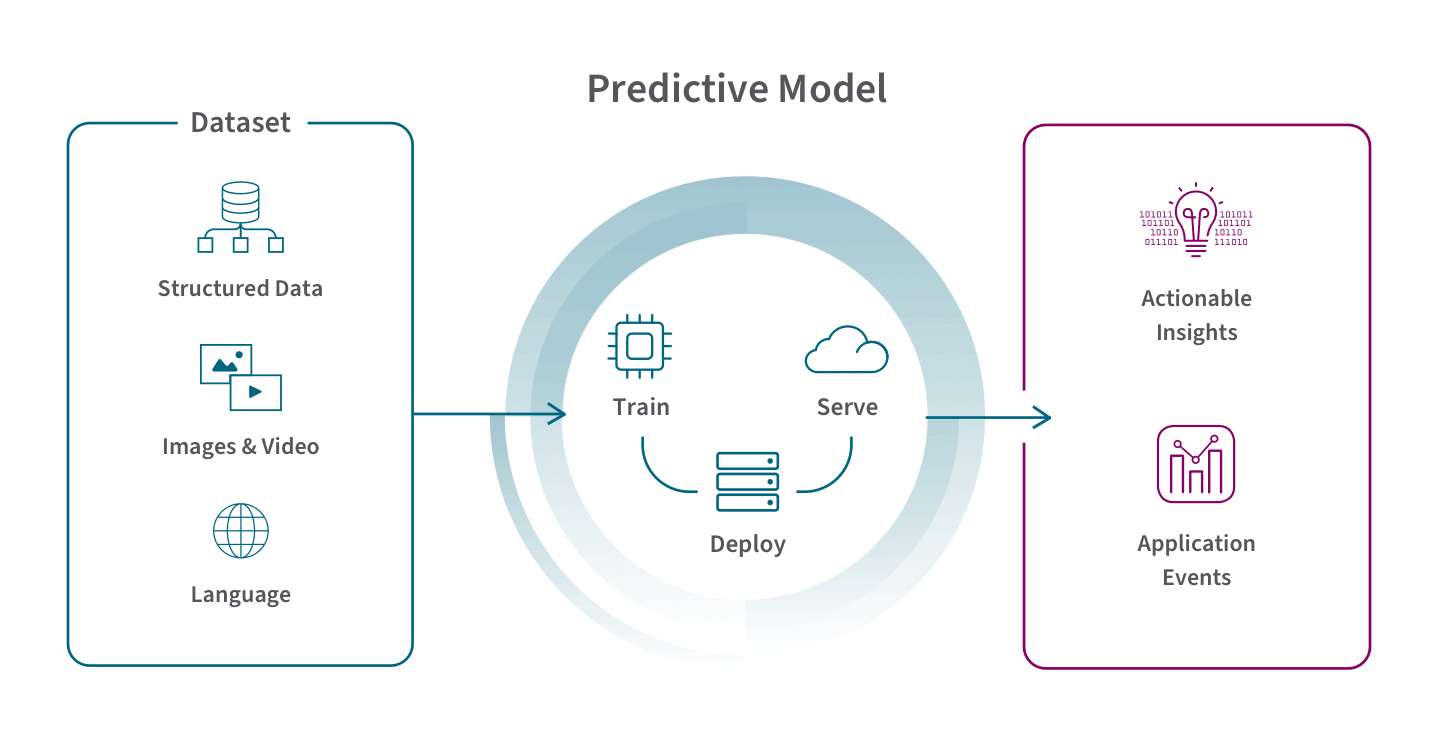 Predictive Model
Dataset
Structured Data
Images & Video
Language
Train
Serve
Deploy
101011 101011
101101 101101
10110 10110
011101 111010
Actionable
Insights
Application
Events